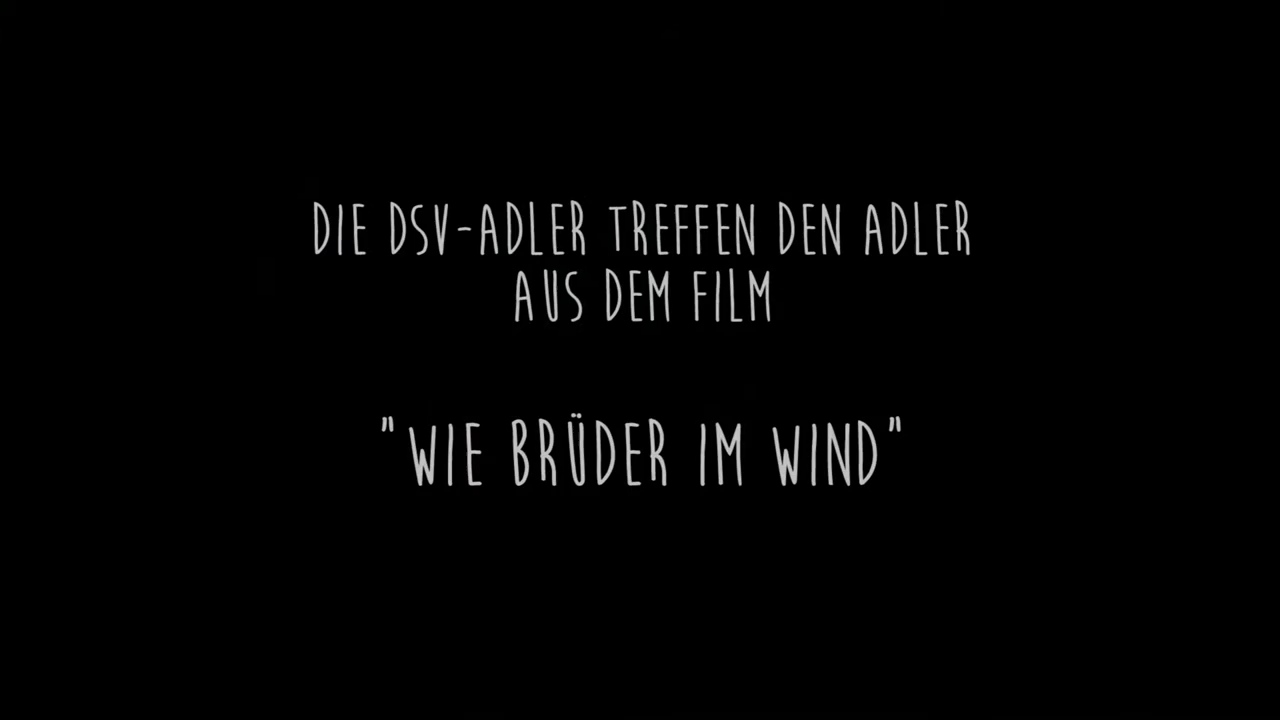 DIE DSV-ADLER TREFFEN DEN ADLER
AUS DEM FILM
"WIE BRÜDER IM WIND"